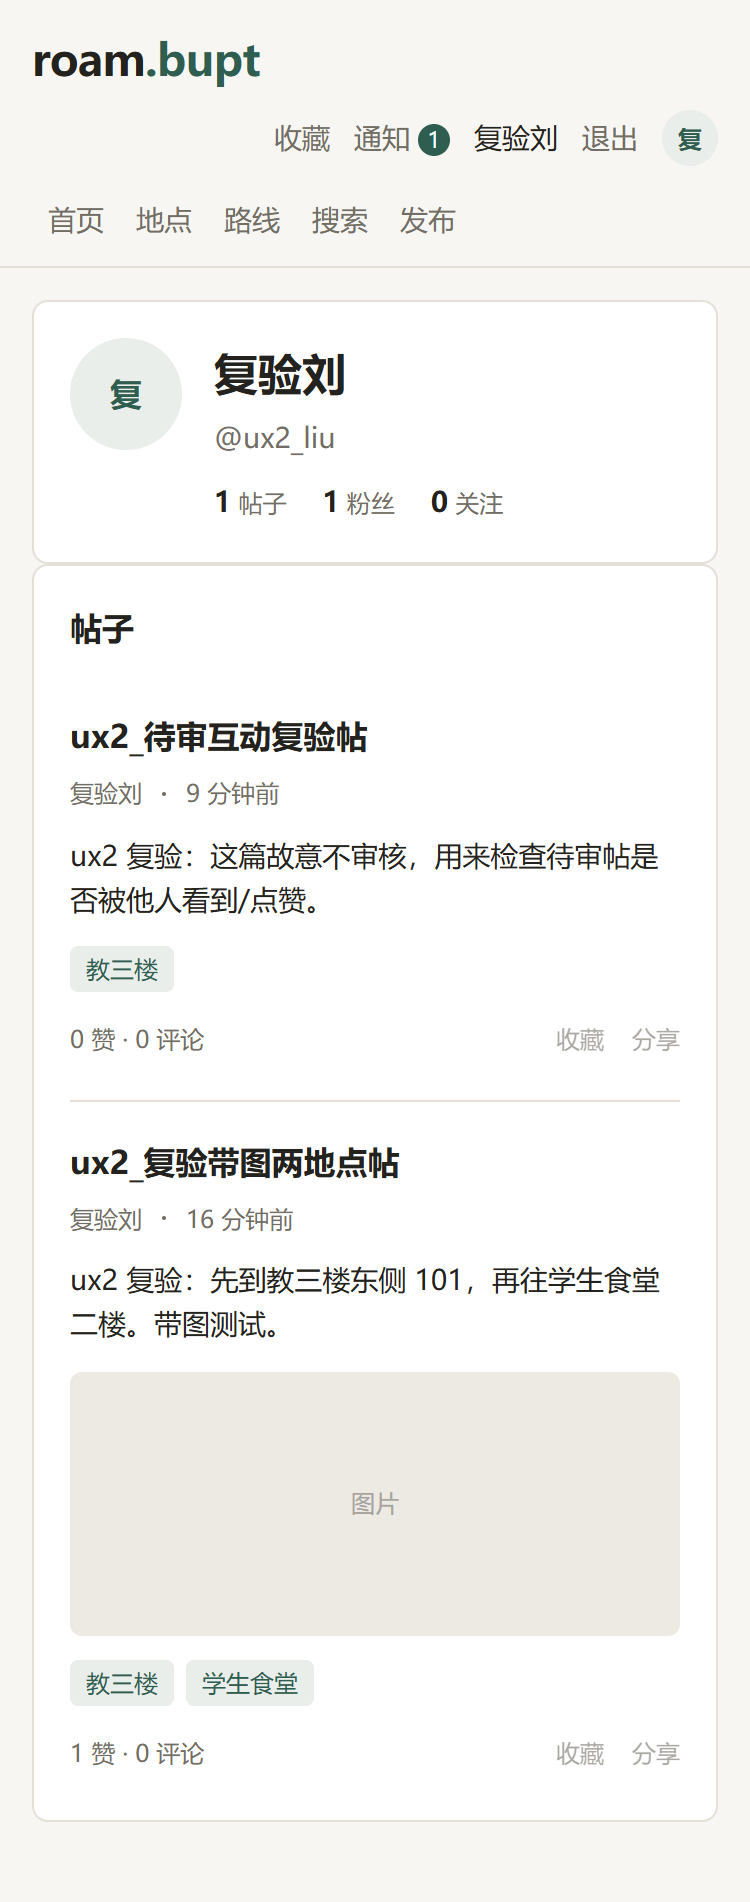 roam.bupt
收藏 通知 1 复验刘 退出 复
首页 地点 路线 搜索 发布
复
复验刘
@ux2_liu
1 帖子 1 粉丝 0 关注
帖子
ux2_待审互动复验帖
复验刘 · 9 分钟前
ux2 复验：这篇故意不审核，用来检查待审帖是
否被他人看到/点赞。
教三楼
0 赞 · 0 评论 收藏 分享
ux2_复验带图两地点帖
复验刘 · 16 分钟前
ux2 复验：先到教三楼东侧 101，再往学生食堂
二楼。带图测试。
图片
教三楼 学生食堂
1 赞 · 0 评论 收藏 分享